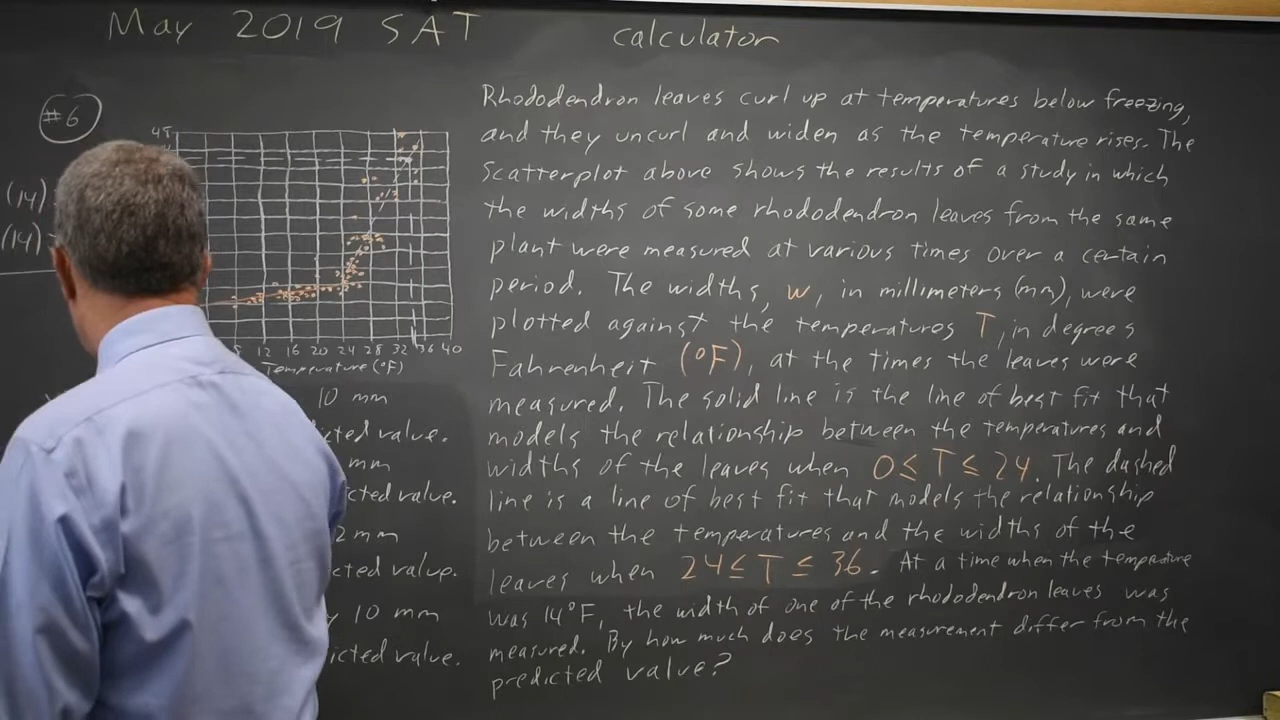 May 2019 SAT calculator
#6
45
(14)
(14)
12 16 20 24 28 32 36 40
Temperature (°F)
10 mm
value.
mm
value.
2 mm
value.
10 mm
value.
Rhododendron leaves curl up at temperatures below freezing,
and they uncurl and widen as the temperature rises. The
scatterplot above shows the results of a study in which
the widths of some rhododendron leaves from the same
plant were measured at various times over a certain
period. The widths, w, in millimeters (mm), were
plotted against the temperatures T, in degrees
Fahrenheit (°F), at the times the leaves were
measured. The solid line is the line of best fit that
models the relationship between the temperatures and
widths of the leaves when 0 ≤ T ≤ 24. The dashed
line is a line of best fit that models the relationship
between the temperatures and the widths of the
leaves when 24 ≤ T ≤ 36. At a time when the temperature
was 14°F, the width of one of the rhododendron leaves was
measured. By how much does the measurement differ from the
predicted value?